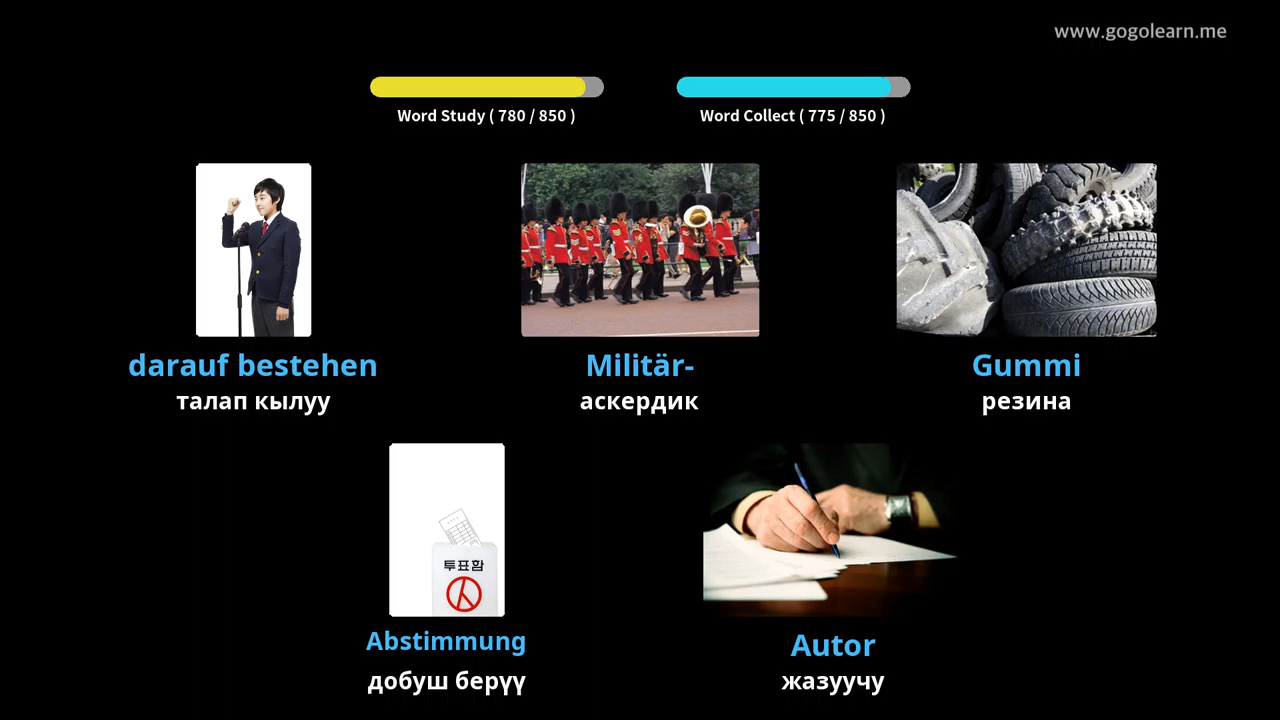 www.gogolearn.me
Word Study ( 780 / 850 )
Word Collect ( 775 / 850 )
darauf bestehen
талап кылуу
Militär-
аскердик
Gummi
резина
투표함
Abstimmung
добуш берүү
Autor
жазуучу